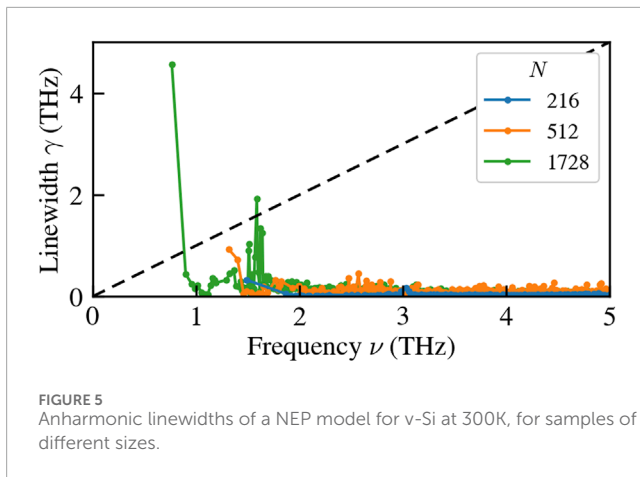 4
2
0
0
1
2
3
4
5
Linewidth γ (THz)
Frequency ν (THz)
N
216
512
1728
FIGURE 5
Anharmonic linewidths of a NEP model for v-Si at 300K, for samples of
different sizes.